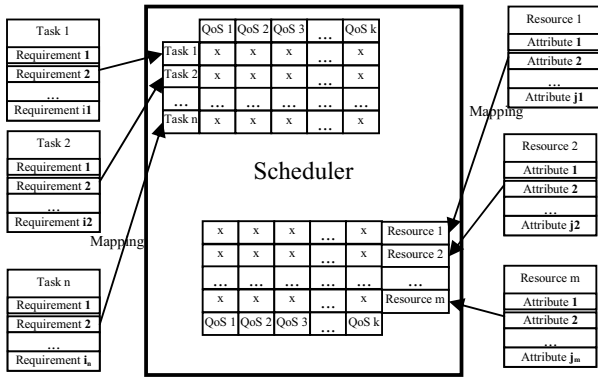 Task 1
Requirement 1
Requirement 2
...
Requirement i1
Task 2
Requirement 1
Requirement 2
...
Requirement i2
Mapping
Task n
Requirement 1
Requirement 2
...
Requirement in
QoS 1 QoS 2 QoS 3 ... QoS k
Task 1 x x x ... x
Task 2 x x x ... x
... ... ... ... ... ...
Task n x x x ... x
Scheduler
x x x ... x Resource 1
x x x ... x Resource 2
... ... ... ... ... ...
x x x ... x Resource m
QoS 1 QoS 2 QoS 3 ... QoS k
Resource 1
Attribute 1
Attribute 2
...
Attribute j1
Mapping
Resource 2
Attribute 1
Attribute 2
...
Attribute j2
Resource m
Attribute 1
Attribute 2
...
Attribute jm